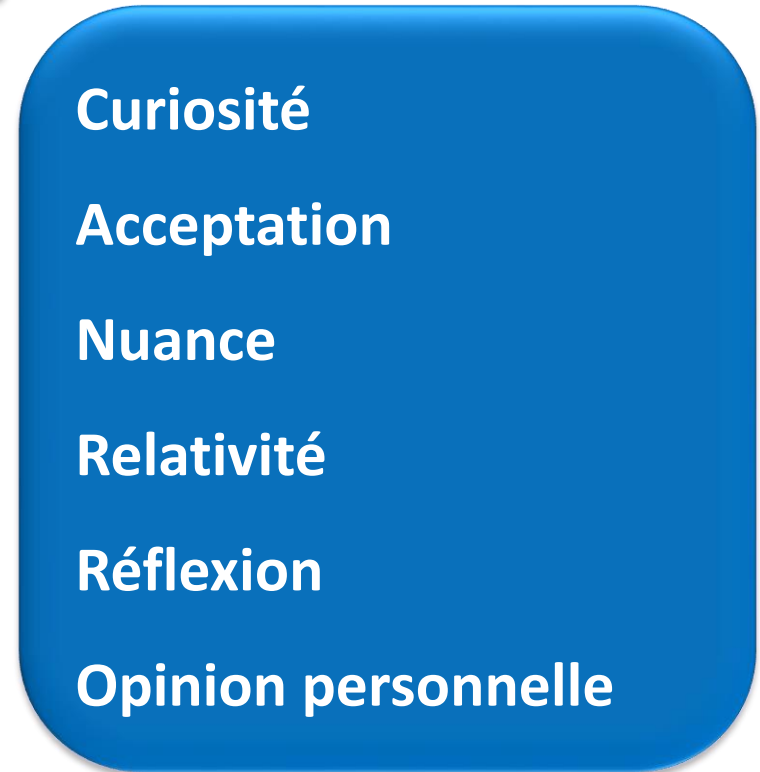 Curiosité
Acceptation
Nuance
Relativité
Réflexion
Opinion personnelle